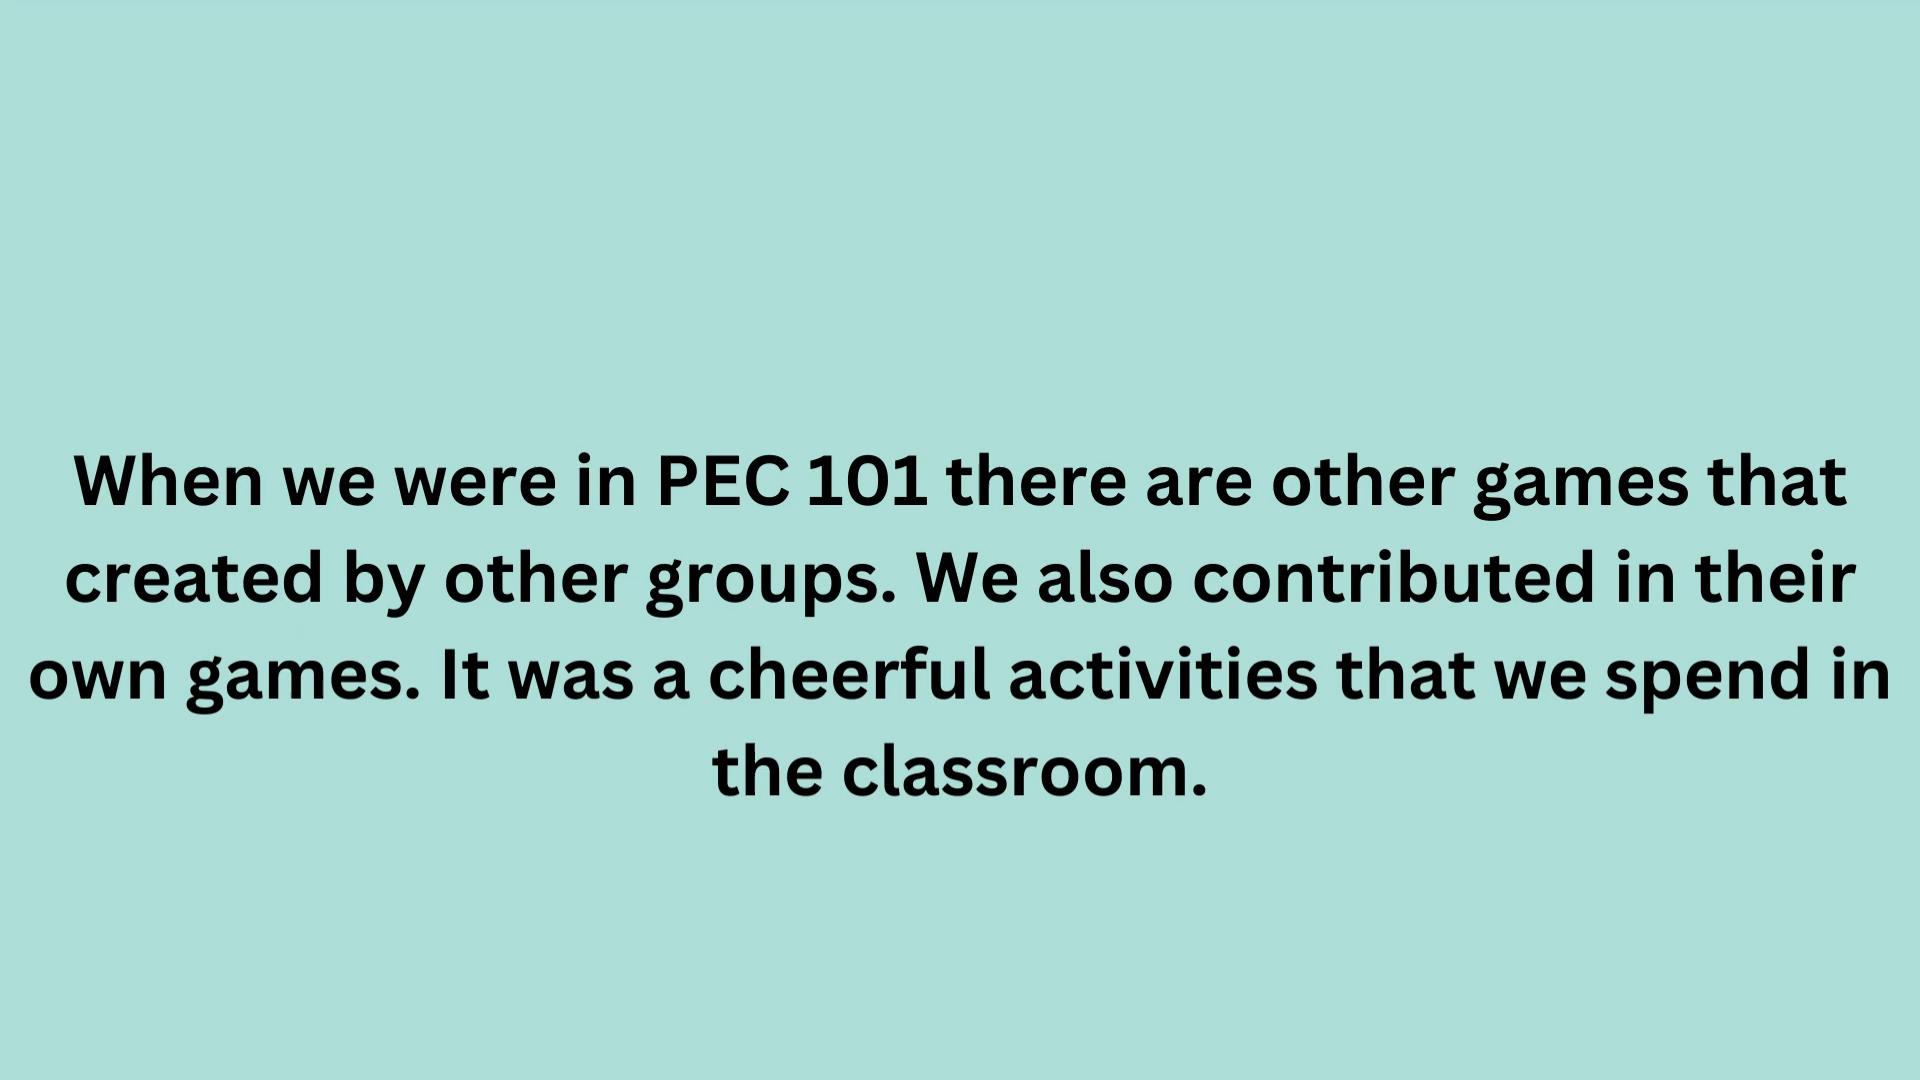 When we were in PEC 101 there are other games that
created by other groups. We also contributed in their
own games. It was a cheerful activities that we spend in
the classroom.